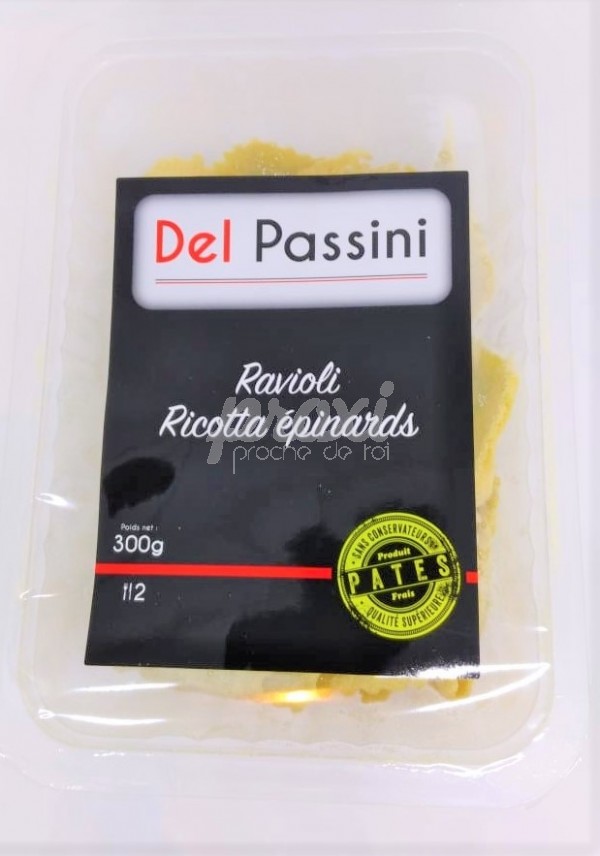 Del Passini
Ravioli
Ricotta épinards
proxi
proche de toi
Poids net :
300g
2
SANS CONSERVATEURS
Produit
PATES
Frais
QUALITÉ SUPÉRIEURE